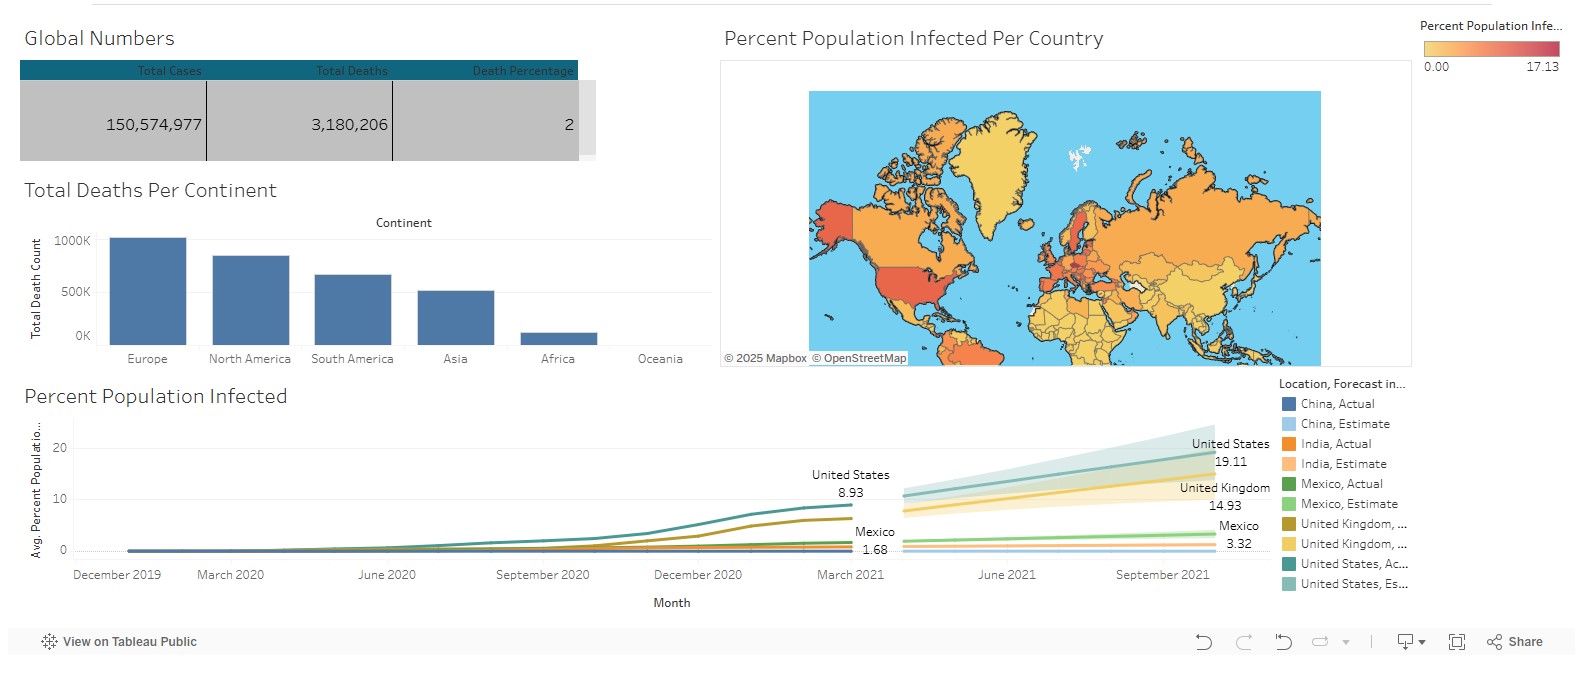 Global Numbers
Total Cases Total Deaths Death Percentage
150,574,977 3,180,206 2
Total Deaths Per Continent
Continent
Total Death Count
1000K
500K
0K
Europe North America South America Asia Africa Oceania
Percent Population Infected Per Country
© 2025 Mapbox © OpenStreetMap
Percent Population Infe...
0.00 17.13
Percent Population Infected
Avg. Percent Populatio...
20
10
0
United States
8.93
Mexico
1.68
United States
19.11
United Kingdom
14.93
Mexico
3.32
December 2019 March 2020 June 2020 September 2020 December 2020 March 2021 June 2021 September 2021
Month
Location, Forecast in...
China, Actual
China, Estimate
India, Actual
India, Estimate
Mexico, Actual
Mexico, Estimate
United Kingdom, ...
United Kingdom, ...
United States, Ac...
United States, Es...
View on Tableau Public
Share